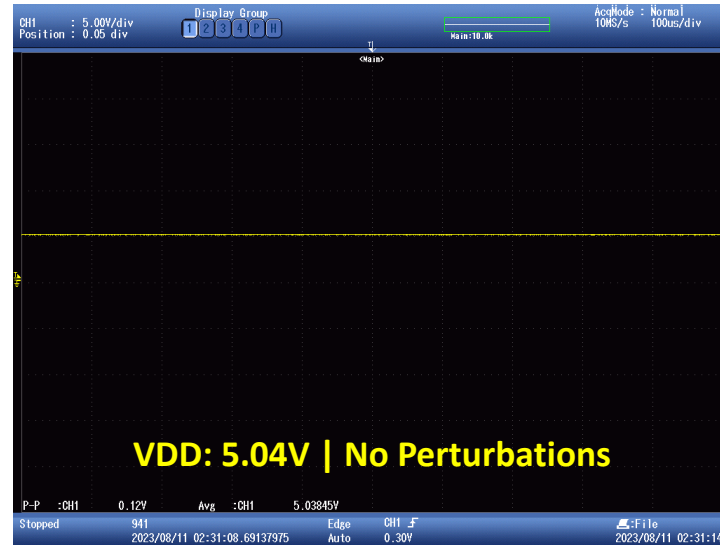 CH1 : 5.00V/div
Position : 0.05 div
Display Group
1 2 3 4 P H
Main:10.0k
AcqMode : Normal
10MS/s 100us/div
<Main>
VDD: 5.04V | No Perturbations
P-P :CH1 0.12V Avg :CH1 5.03845V
Stopped 941 Edge CH1 :File
2023/08/11 02:31:08.69137975 Auto 0.30V 2023/08/11 02:31:14